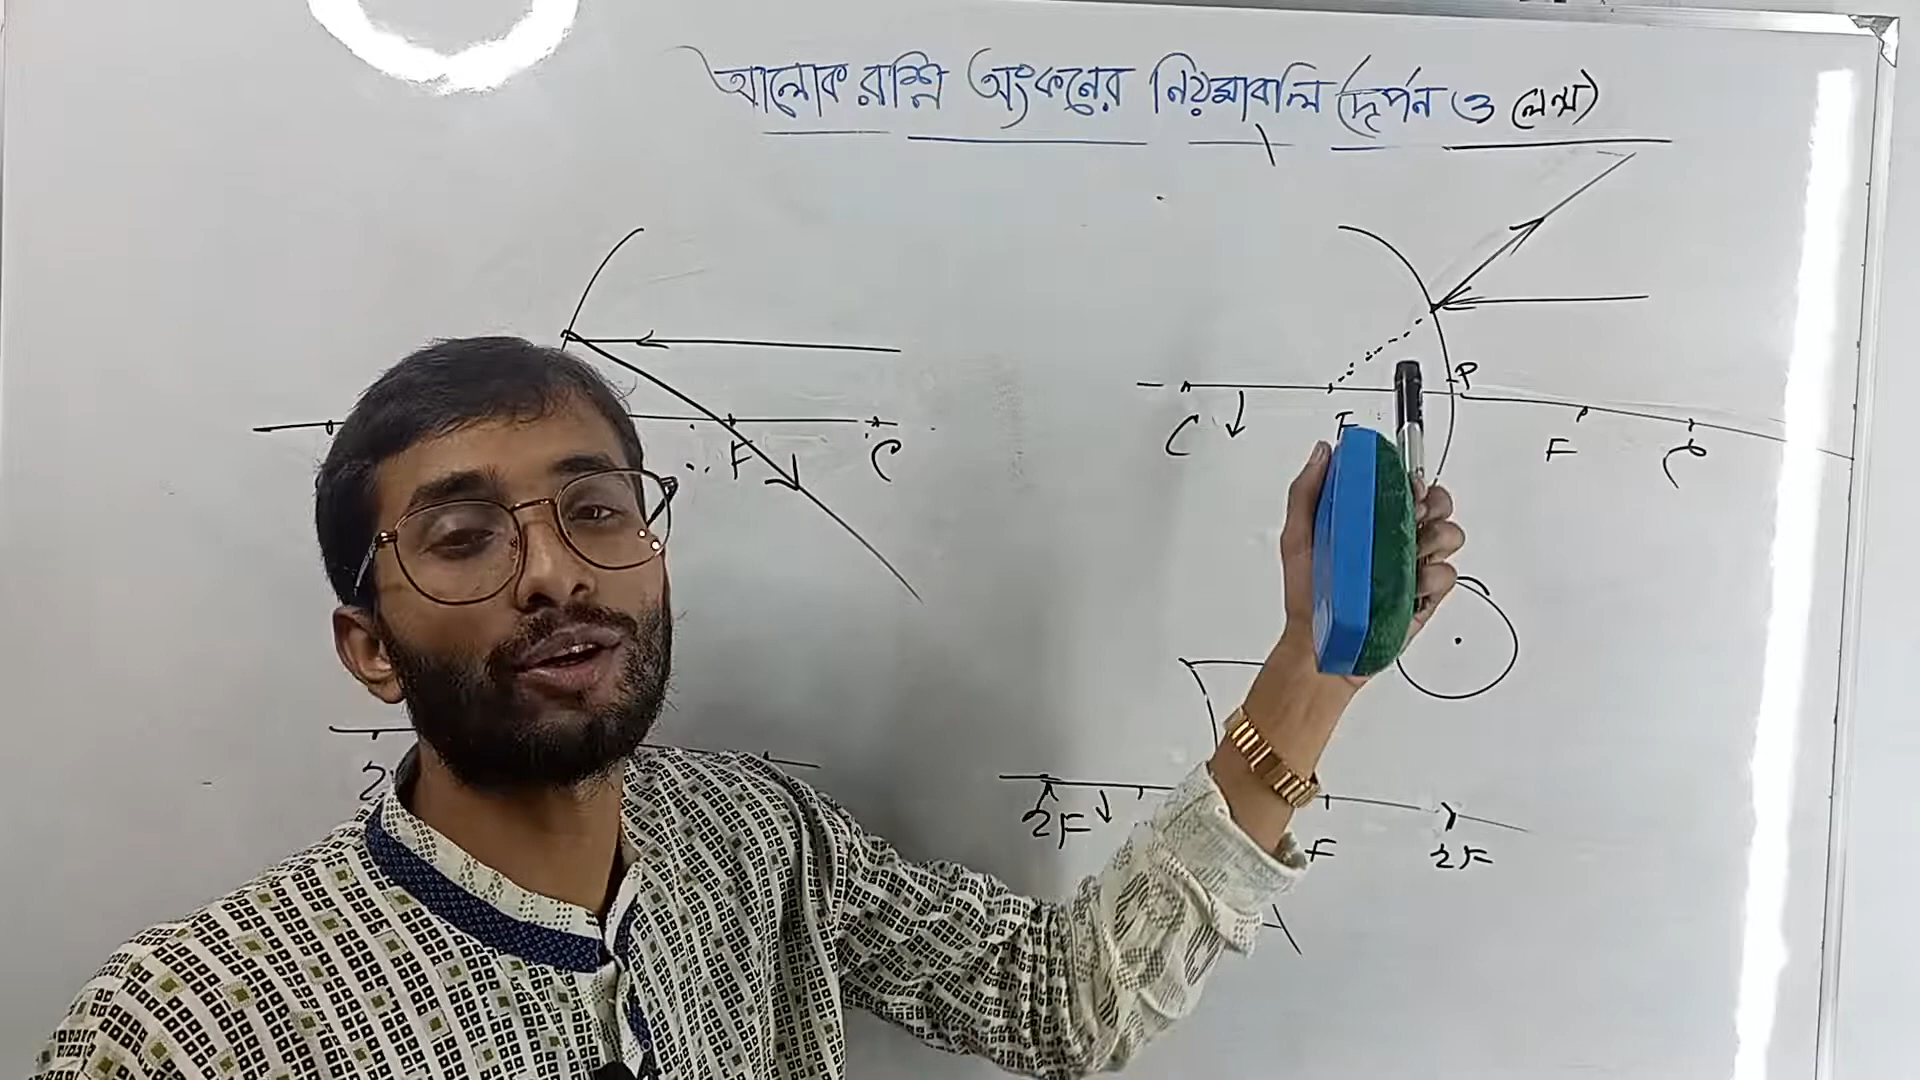 আলোক রশ্মি অংকনের নিয়মাবলি (দর্পন ও লেন্স)
P
F C
C F F C
2F F 2F